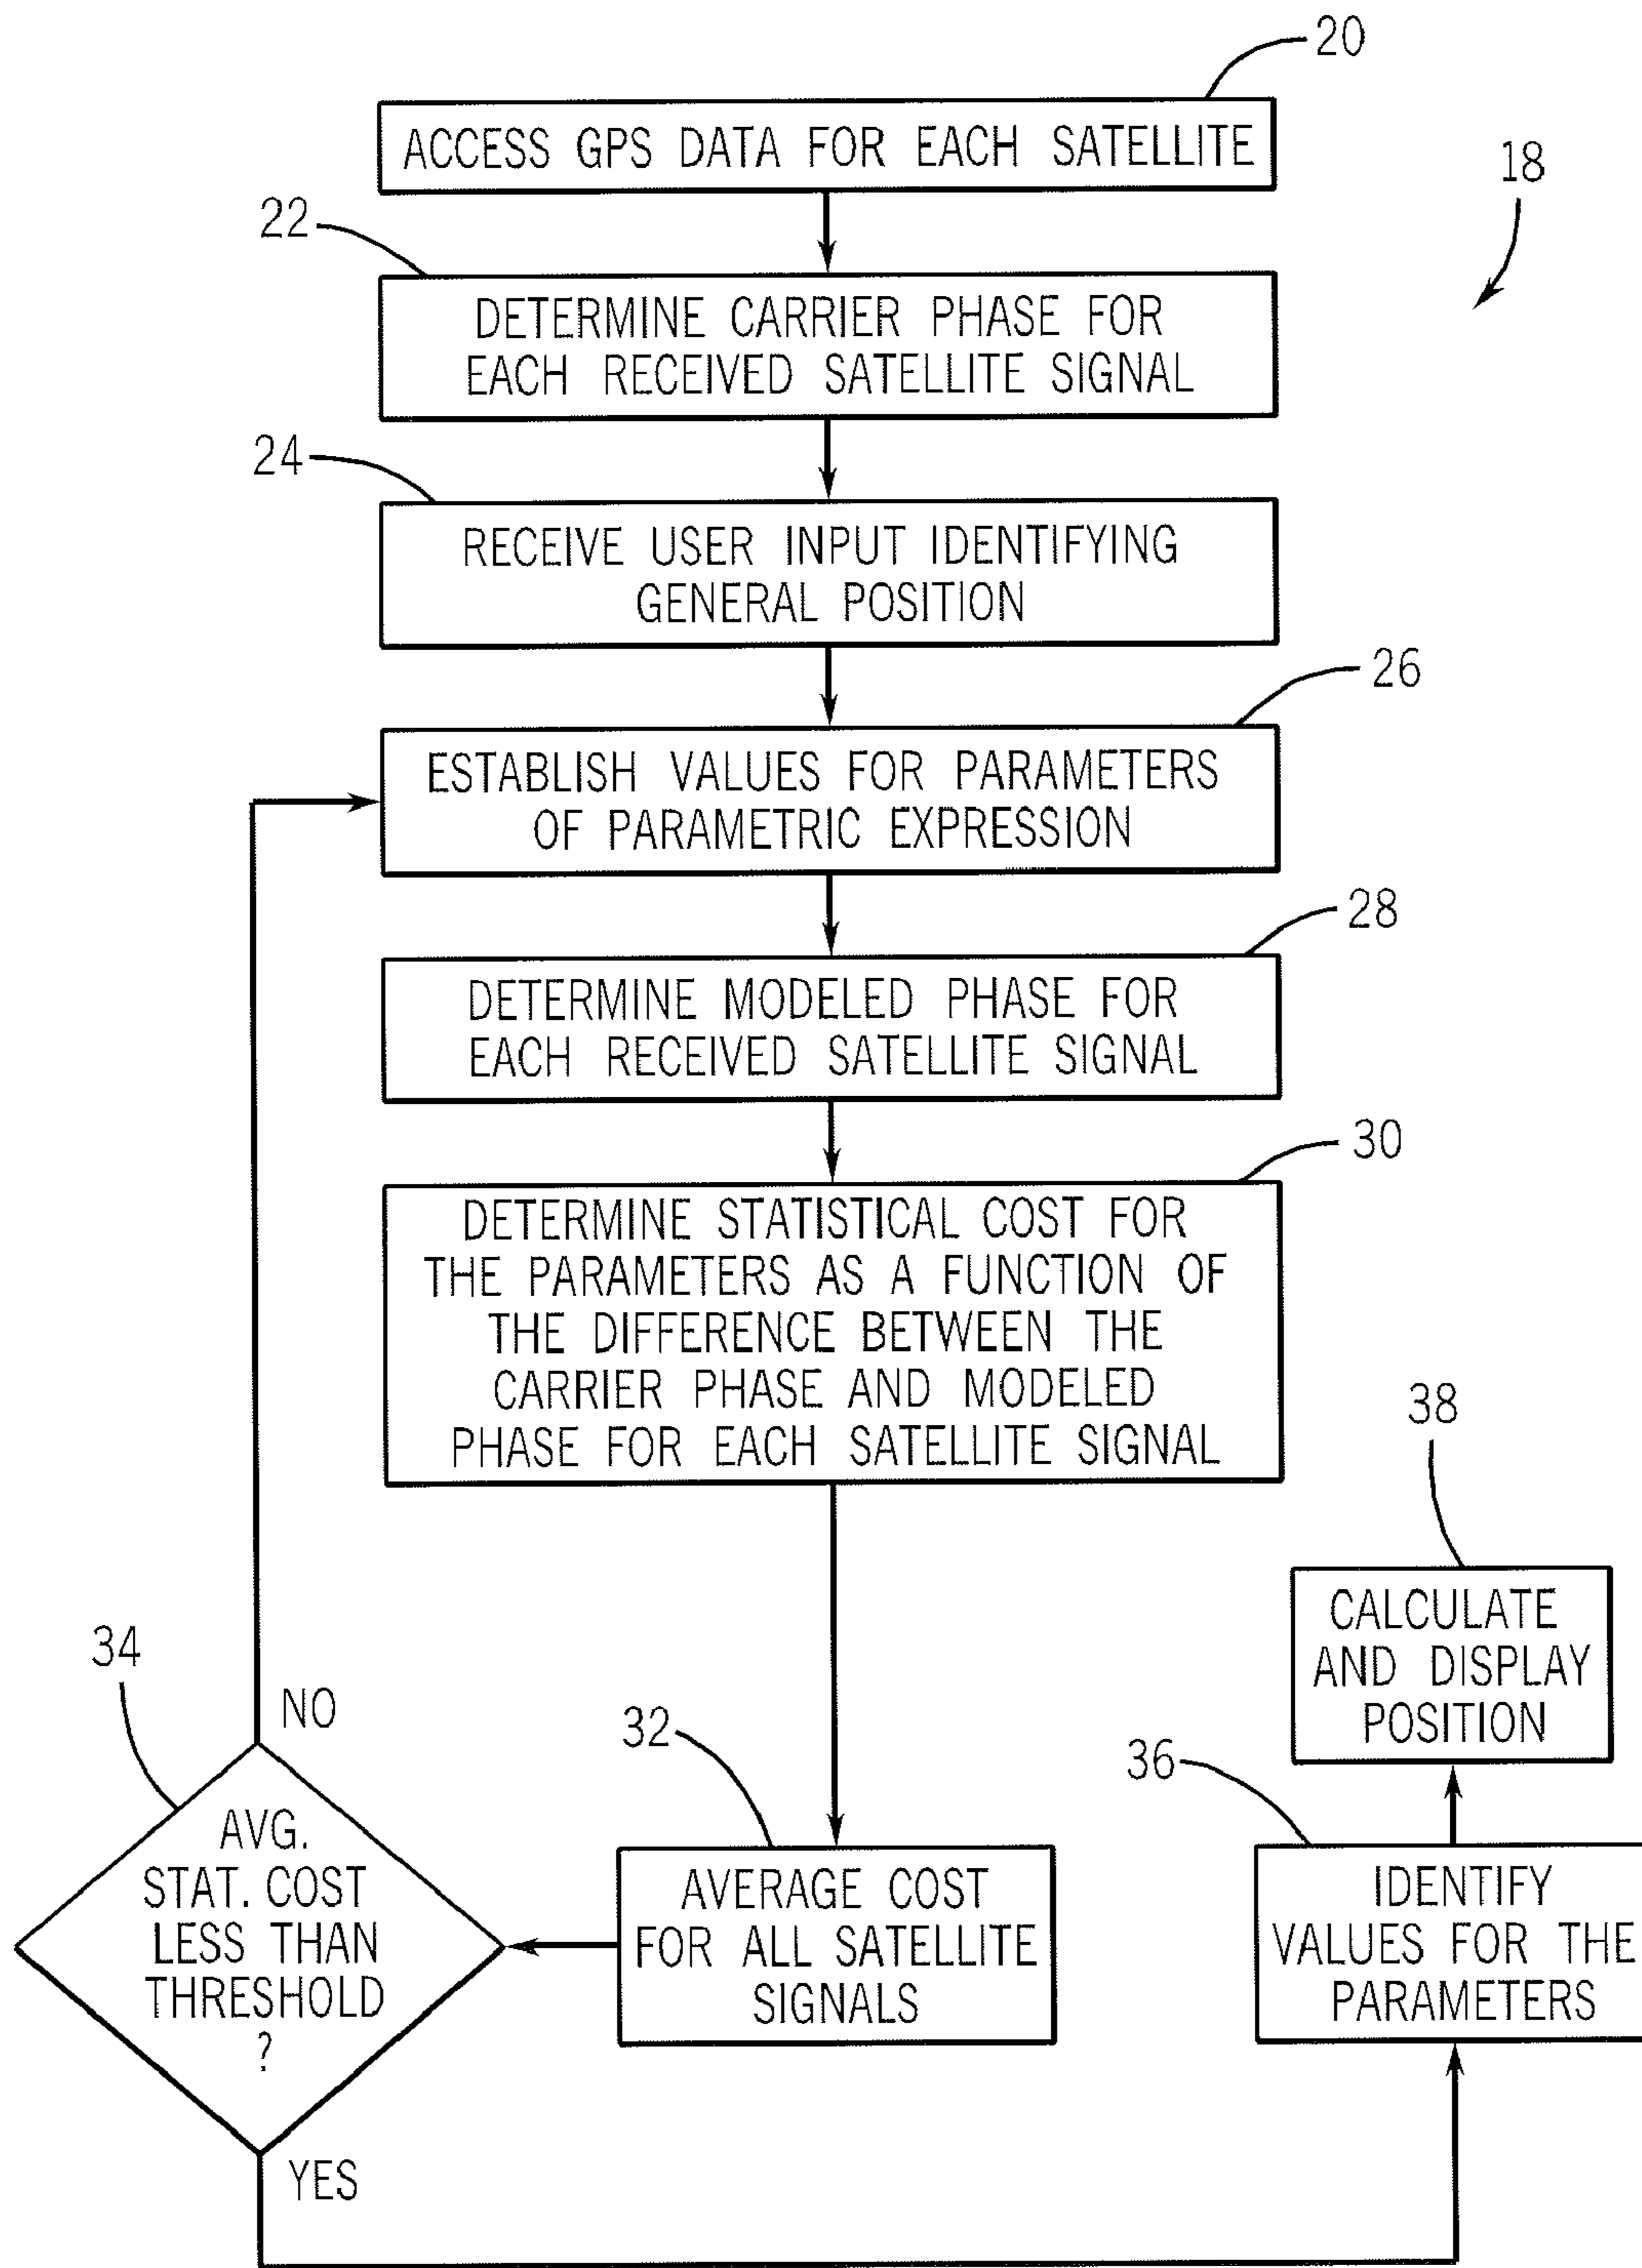 20
ACCESS GPS DATA FOR EACH SATELLITE
18
22
DETERMINE CARRIER PHASE FOR
EACH RECEIVED SATELLITE SIGNAL
24
RECEIVE USER INPUT IDENTIFYING
GENERAL POSITION
26
ESTABLISH VALUES FOR PARAMETERS
OF PARAMETRIC EXPRESSION
28
DETERMINE MODELED PHASE FOR
EACH RECEIVED SATELLITE SIGNAL
30
DETERMINE STATISTICAL COST FOR
THE PARAMETERS AS A FUNCTION OF
THE DIFFERENCE BETWEEN THE
CARRIER PHASE AND MODELED
PHASE FOR EACH SATELLITE SIGNAL
32
AVERAGE COST
FOR ALL SATELLITE
SIGNALS
34
AVG.
STAT. COST
LESS THAN
THRESHOLD
?
NO
YES
36
IDENTIFY
VALUES FOR THE
PARAMETERS
38
CALCULATE
AND DISPLAY
POSITION